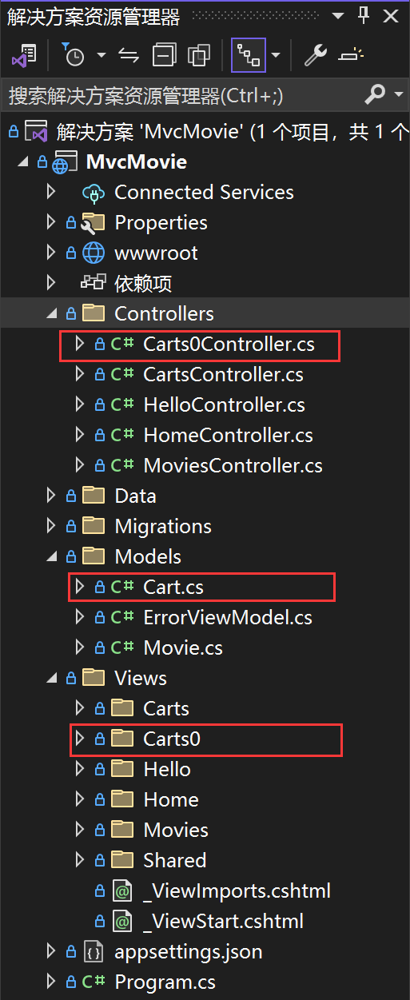 解决方案资源管理器
搜索解决方案资源管理器(Ctrl+;)
解决方案 'MvcMovie' (1 个项目，共 1 个
MvcMovie
Connected Services
Properties
wwwroot
依赖项
Controllers
C# Carts0Controller.cs
C# CartsController.cs
C# HelloController.cs
C# HomeController.cs
C# MoviesController.cs
Data
Migrations
Models
C# Cart.cs
C# ErrorViewModel.cs
C# Movie.cs
Views
Carts
Carts0
Hello
Home
Movies
Shared
_ViewImports.cshtml
_ViewStart.cshtml
appsettings.json
C# Program.cs